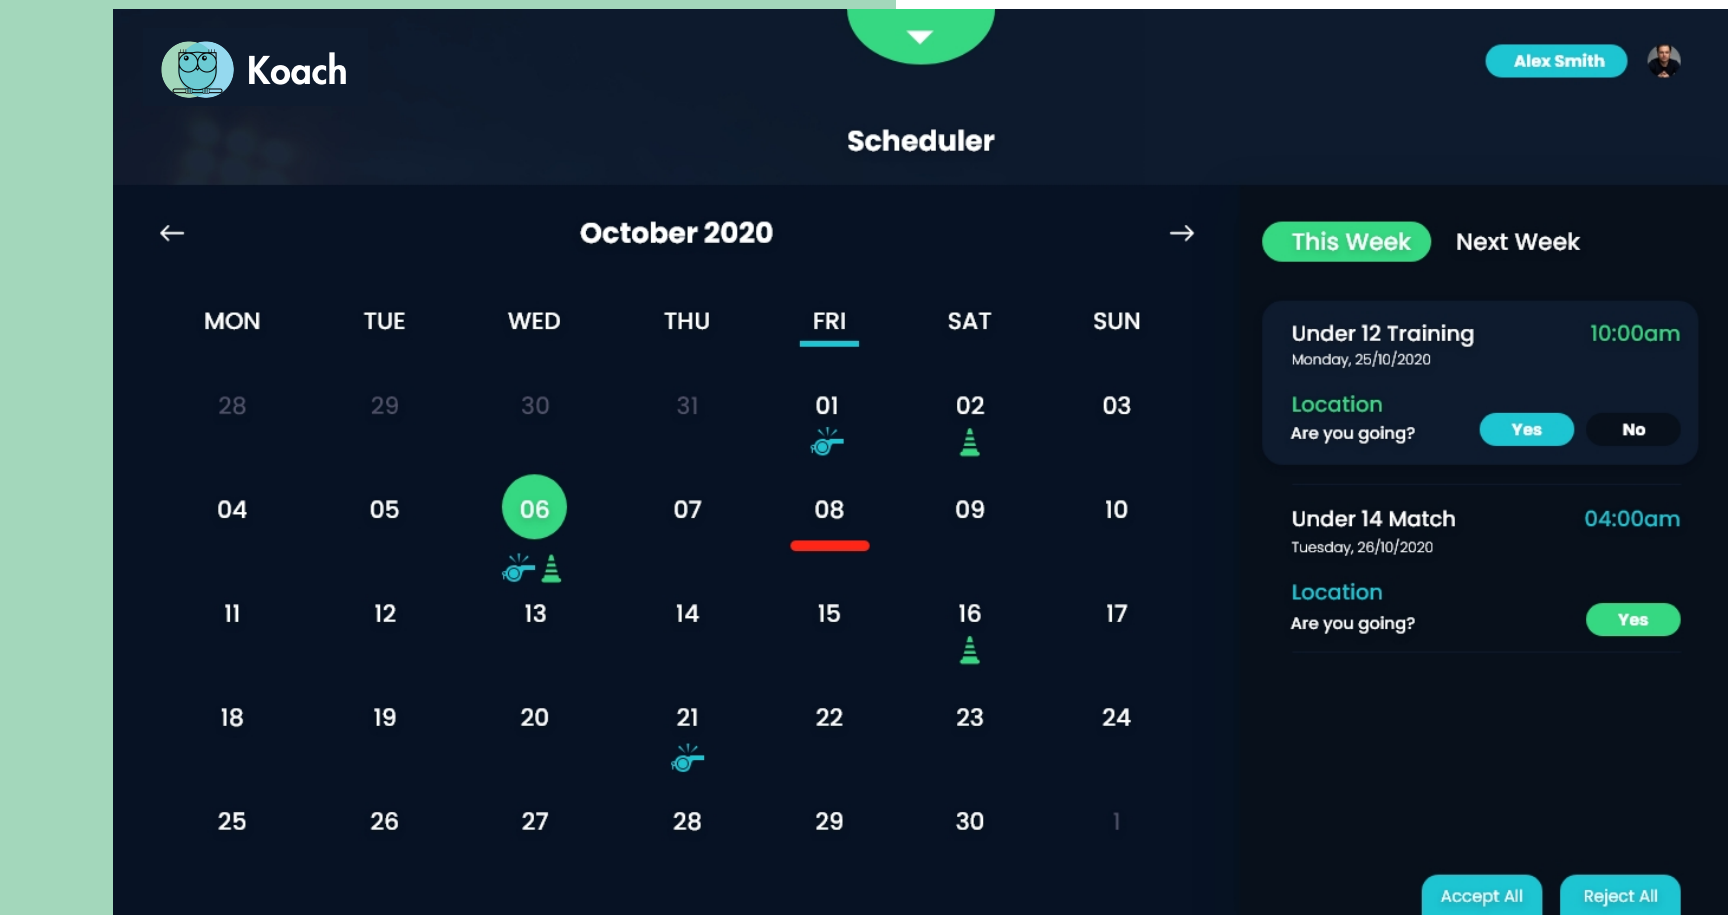 Koach
Alex Smith
Scheduler
October 2020
MON TUE WED THU FRI SAT SUN
28 29 30 31 01 02 03
04 05 06 07 08 09 10
11 12 13 14 15 16 17
18 19 20 21 22 23 24
25 26 27 28 29 30 1
This Week Next Week
Under 12 Training 10:00am
Monday, 25/10/2020
Location
Are you going? Yes No
Under 14 Match 04:00am
Tuesday, 26/10/2020
Location
Are you going? Yes
Accept All Reject All